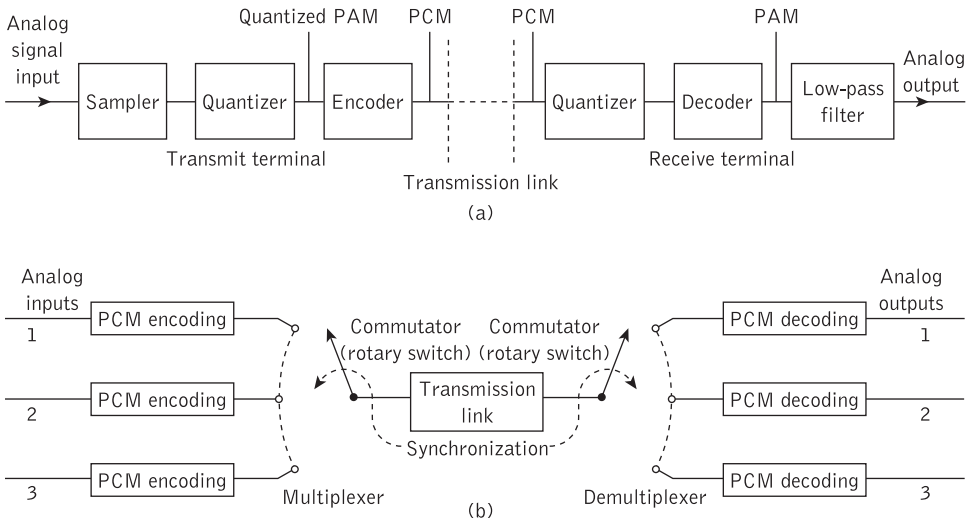 Analog
signal
input
Quantized PAM
PCM
PCM
PAM
Analog
output
Sampler
Quantizer
Encoder
Quantizer
Decoder
Low-pass
filter
Transmit terminal
Receive terminal
Transmission link
(a)
Analog
inputs
Analog
outputs
PCM encoding
PCM decoding
1
1
Commutator
(rotary switch)
Commutator
(rotary switch)
PCM encoding
Transmission
link
PCM decoding
2
2
Synchronization
PCM encoding
PCM decoding
3
3
Multiplexer
Demultiplexer
(b)